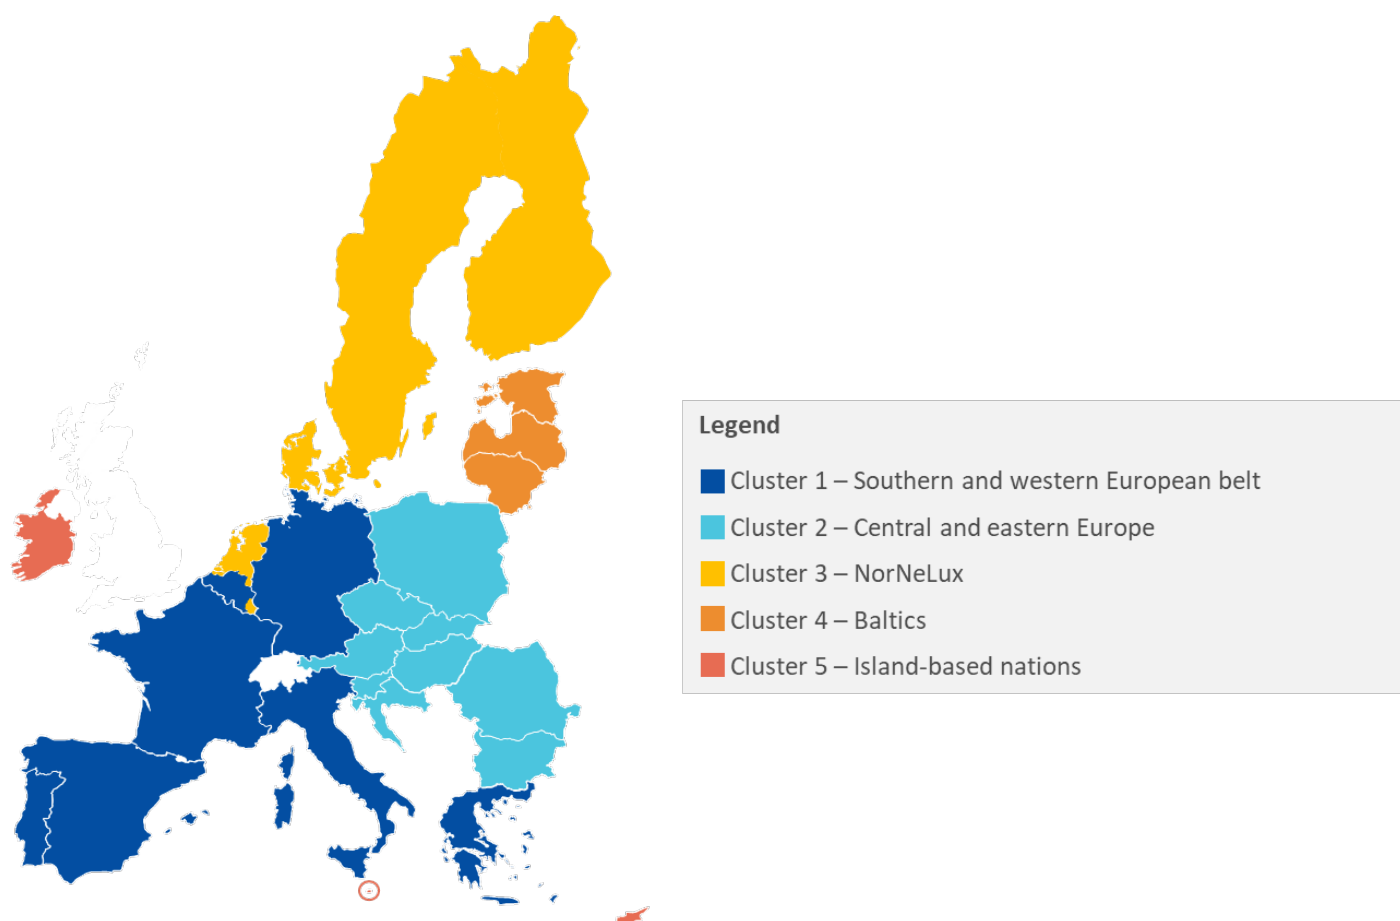 Legend
Cluster 1 – Southern and western European belt
Cluster 2 – Central and eastern Europe
Cluster 3 – NorNeLux
Cluster 4 – Baltics
Cluster 5 – Island-based nations